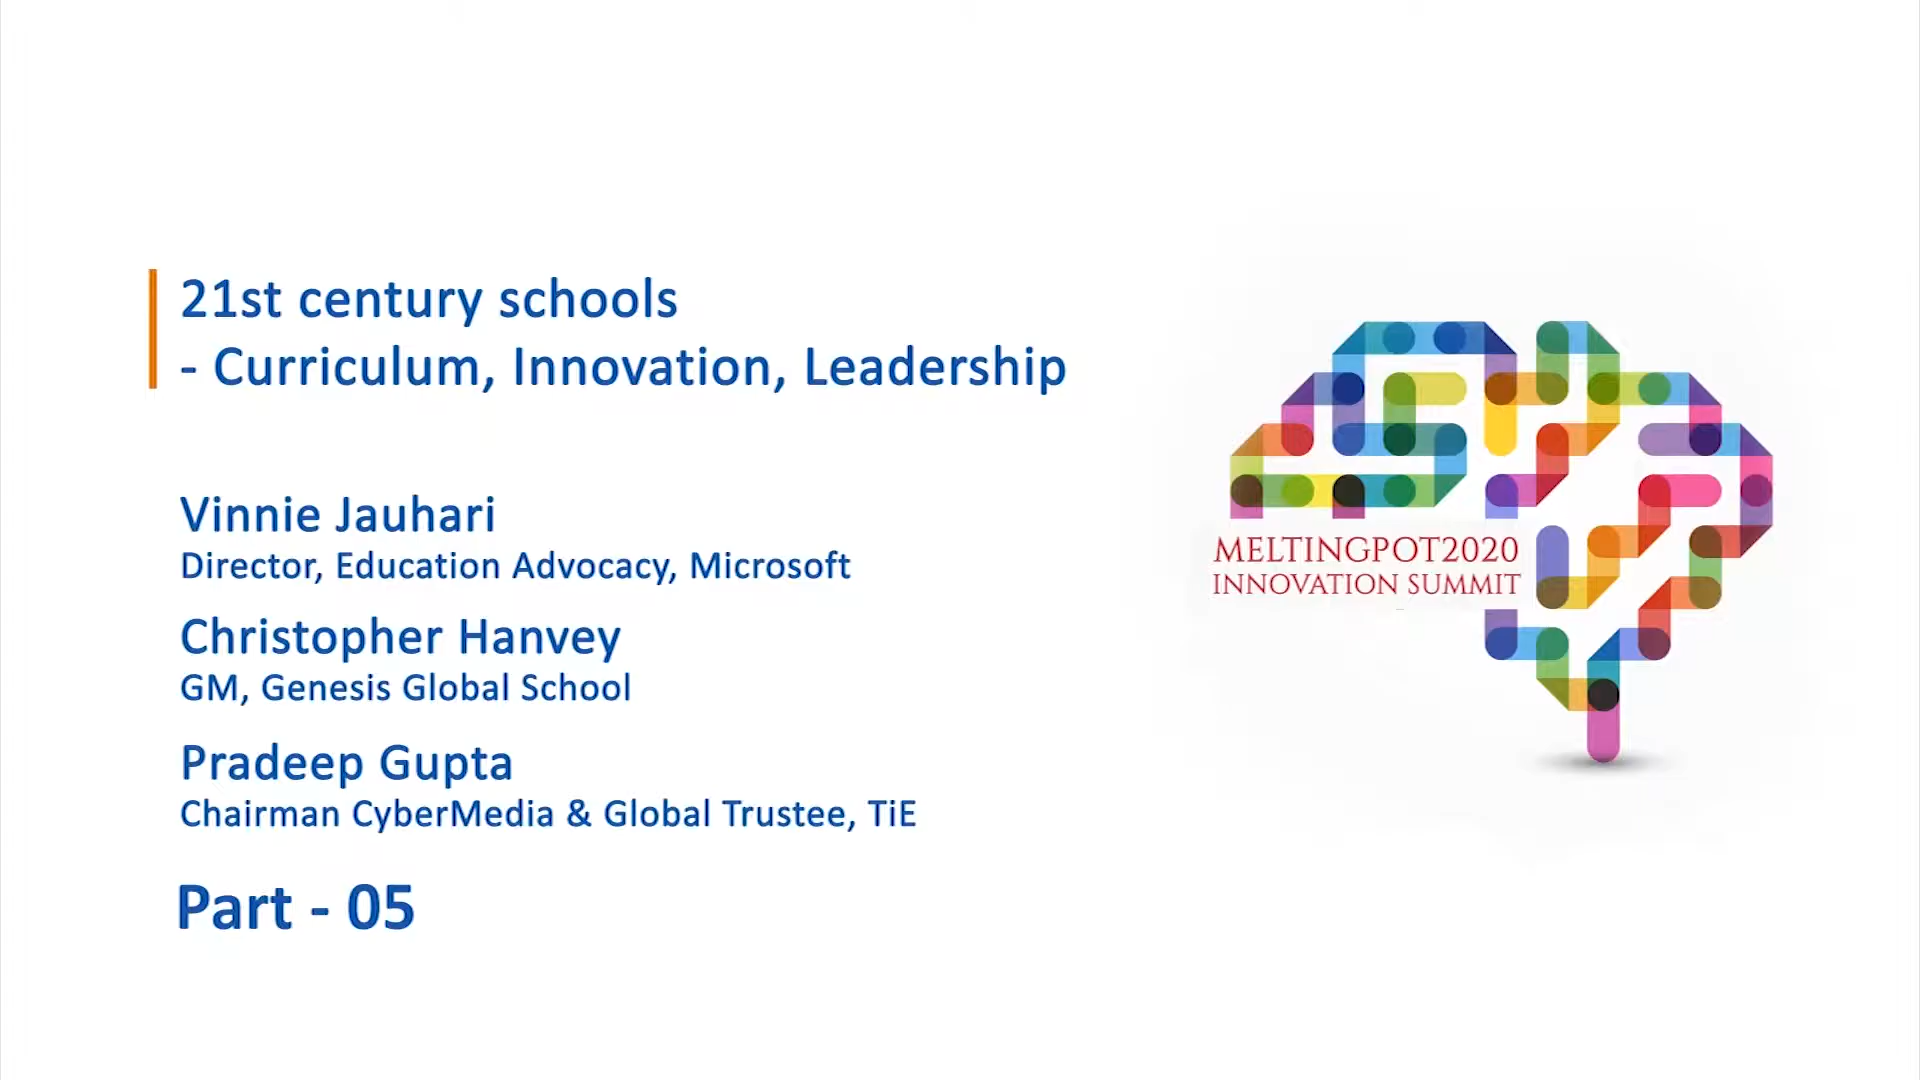 21st century schools
- Curriculum, Innovation, Leadership
Vinnie Jauhari
Director, Education Advocacy, Microsoft
Christopher Hanvey
GM, Genesis Global School
Pradeep Gupta
Chairman CyberMedia & Global Trustee, TiE
Part - 05
MELTINGPOT2020
INNOVATION SUMMIT